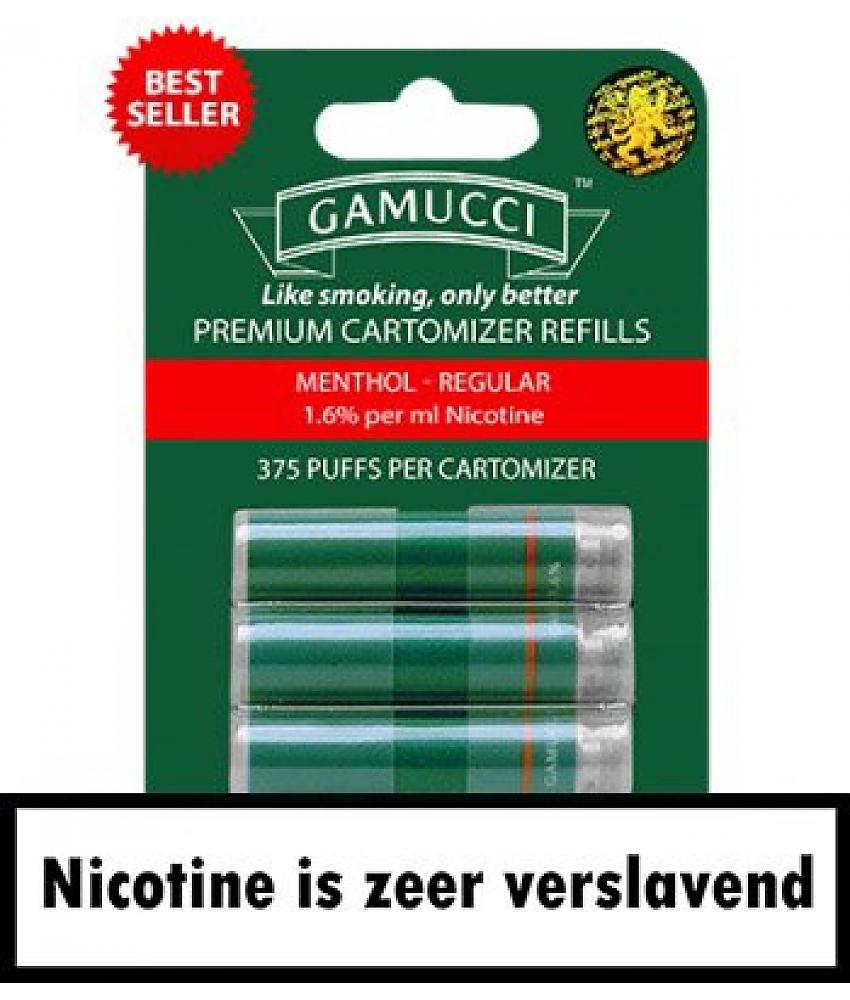 BEST
SELLER
GAMUCCI™
Like smoking, only better
PREMIUM CARTOMIZER REFILLS
MENTHOL - REGULAR
1.6% per ml Nicotine
375 PUFFS PER CARTOMIZER
GAMUCCI
Nicotine is zeer verslavend